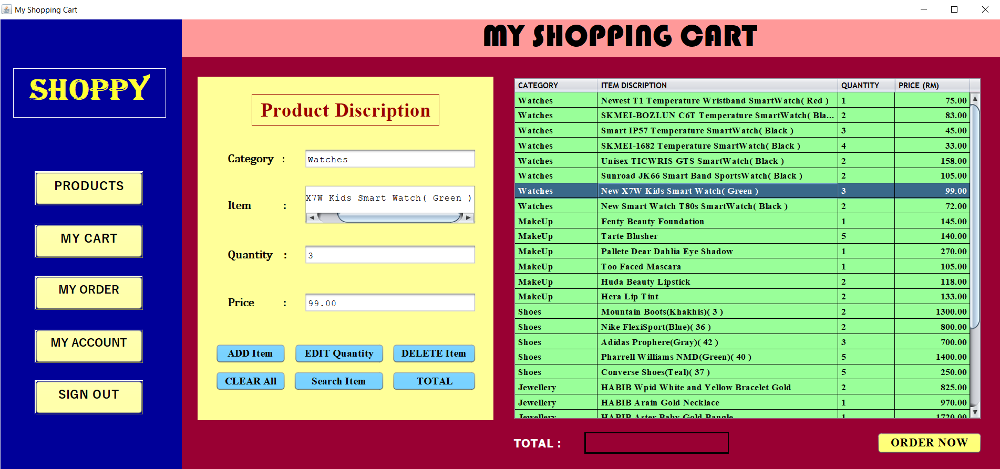 My Shopping Cart
MY SHOPPING CART
SHOPPY
PRODUCTS
MY CART
MY ORDER
MY ACCOUNT
SIGN OUT
Product Discription
Category : Watches
Item : X7W Kids Smart Watch( Green )
Quantity : 3
Price : 99.00
ADD Item EDIT Quantity DELETE Item
CLEAR All Search Item TOTAL
CATEGORY ITEM DISCRIPTION QUANTITY PRICE (RM)
Watches Newest T1 Temperature Wristband SmartWatch( Red ) 1 75.00
Watches SKMEI-BOZLUN C6T Temperature SmartWatch( Bla... 2 83.00
Watches Smart IP57 Temperature SmartWatch( Black ) 3 45.00
Watches SKMEI-1682 Temperature SmartWatch( Black ) 4 33.00
Watches Unisex TICWRIS GTS SmartWatch( Black ) 2 158.00
Watches Sunroad JK66 Smart Band SportsWatch( Black ) 2 105.00
Watches New X7W Kids Smart Watch( Green ) 3 99.00
Watches New Smart Watch T80s SmartWatch( Black ) 2 72.00
MakeUp Fenty Beauty Foundation 1 145.00
MakeUp Tarte Blusher 5 140.00
MakeUp Pallete Dear Dahlia Eye Shadow 1 270.00
MakeUp Too Faced Mascara 1 105.00
MakeUp Huda Beauty Lipstick 2 118.00
MakeUp Hera Lip Tint 2 133.00
Shoes Mountain Boots(Khakhis)( 3 ) 2 1300.00
Shoes Nike FlexiSport(Blue)( 36 ) 2 800.00
Shoes Adidas Prophere(Gray)( 42 ) 3 700.00
Shoes Pharrell Williams NMD(Green)( 40 ) 5 1400.00
Shoes Converse Shoes(Teal)( 37 ) 5 250.00
Jewellery HABIB Wpid White and Yellow Bracelet Gold 2 825.00
Jewellery HABIB Arain Gold Necklace 1 970.00
Jewellery HABIB Aster Baby Gold Bangle 1 1720.00
TOTAL :
ORDER NOW